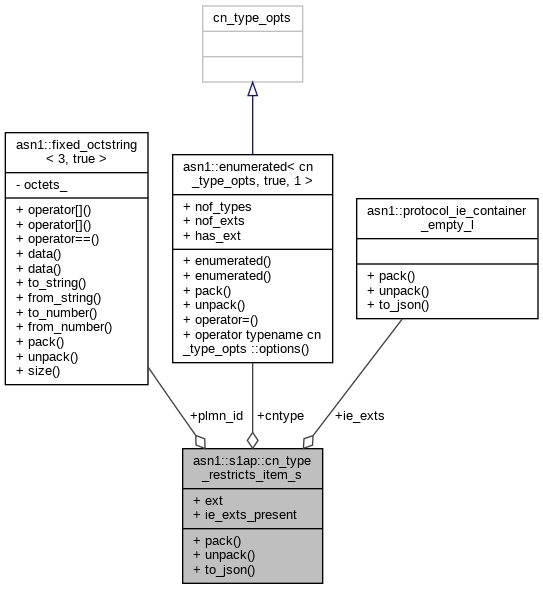 cn_type_opts
asn1::fixed_octstring
< 3, true >
- octets_
+ operator[]()
+ operator[]()
+ operator==()
+ data()
+ data()
+ to_string()
+ from_string()
+ to_number()
+ from_number()
+ pack()
+ unpack()
+ size()
asn1::enumerated< cn
_type_opts, true, 1 >
+ nof_types
+ nof_exts
+ has_ext
+ enumerated()
+ enumerated()
+ pack()
+ unpack()
+ operator=()
+ operator typename cn
_type_opts ::options()
asn1::protocol_ie_container
_empty_l
+ pack()
+ unpack()
+ to_json()
+plmn_id
+cntype
+ie_exts
asn1::s1ap::cn_type
_restricts_item_s
+ ext
+ ie_exts_present
+ pack()
+ unpack()
+ to_json()